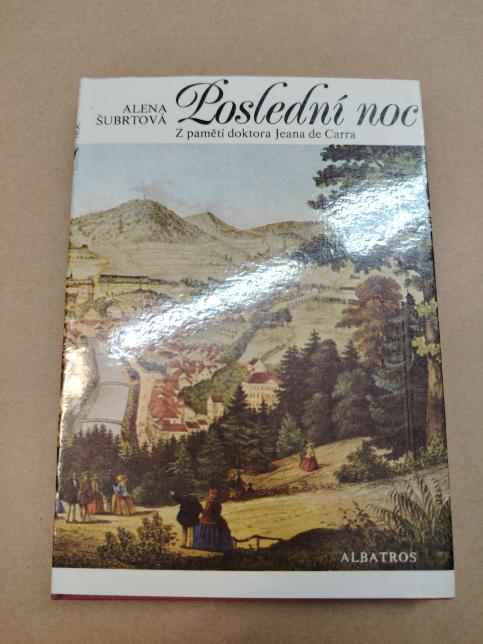 ALENA
ŠUBRTOVÁ
Poslední noc
Z pamětí doktora Jeana de Carra
ALBATROS